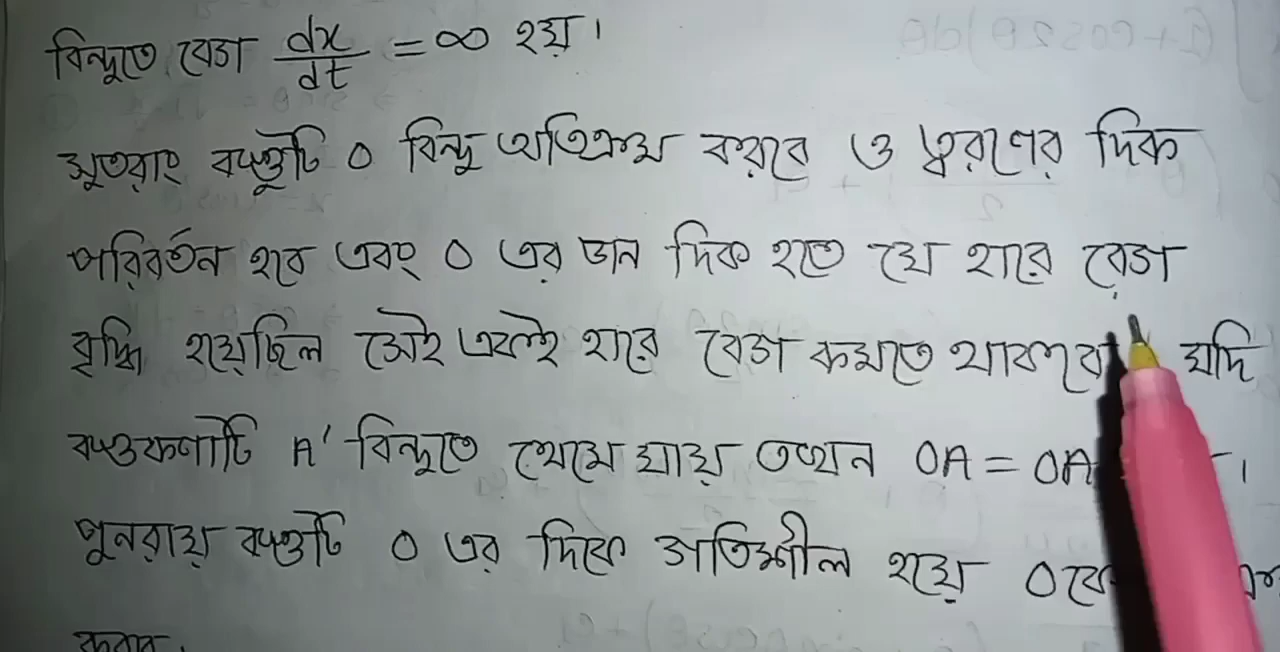 বিন্দুতে বেগ dx/dt = ∞ হয়।
সুতরাং বস্তুটি O বিন্দু অতিক্রম করবে ও ত্বরণের দিক
পরিবর্তন হবে এবং O এর ডান দিক হতে যে হারে বেগ
বৃদ্ধি হয়েছিল সেই একই হারে বেগ কমতে থাকবে যদি
বস্তুকণাটি A' বিন্দুতে থেমে যায় তখন OA = OA
পুনরায় বস্তুটি O এর দিকে গতিশীল হয়ে O কে